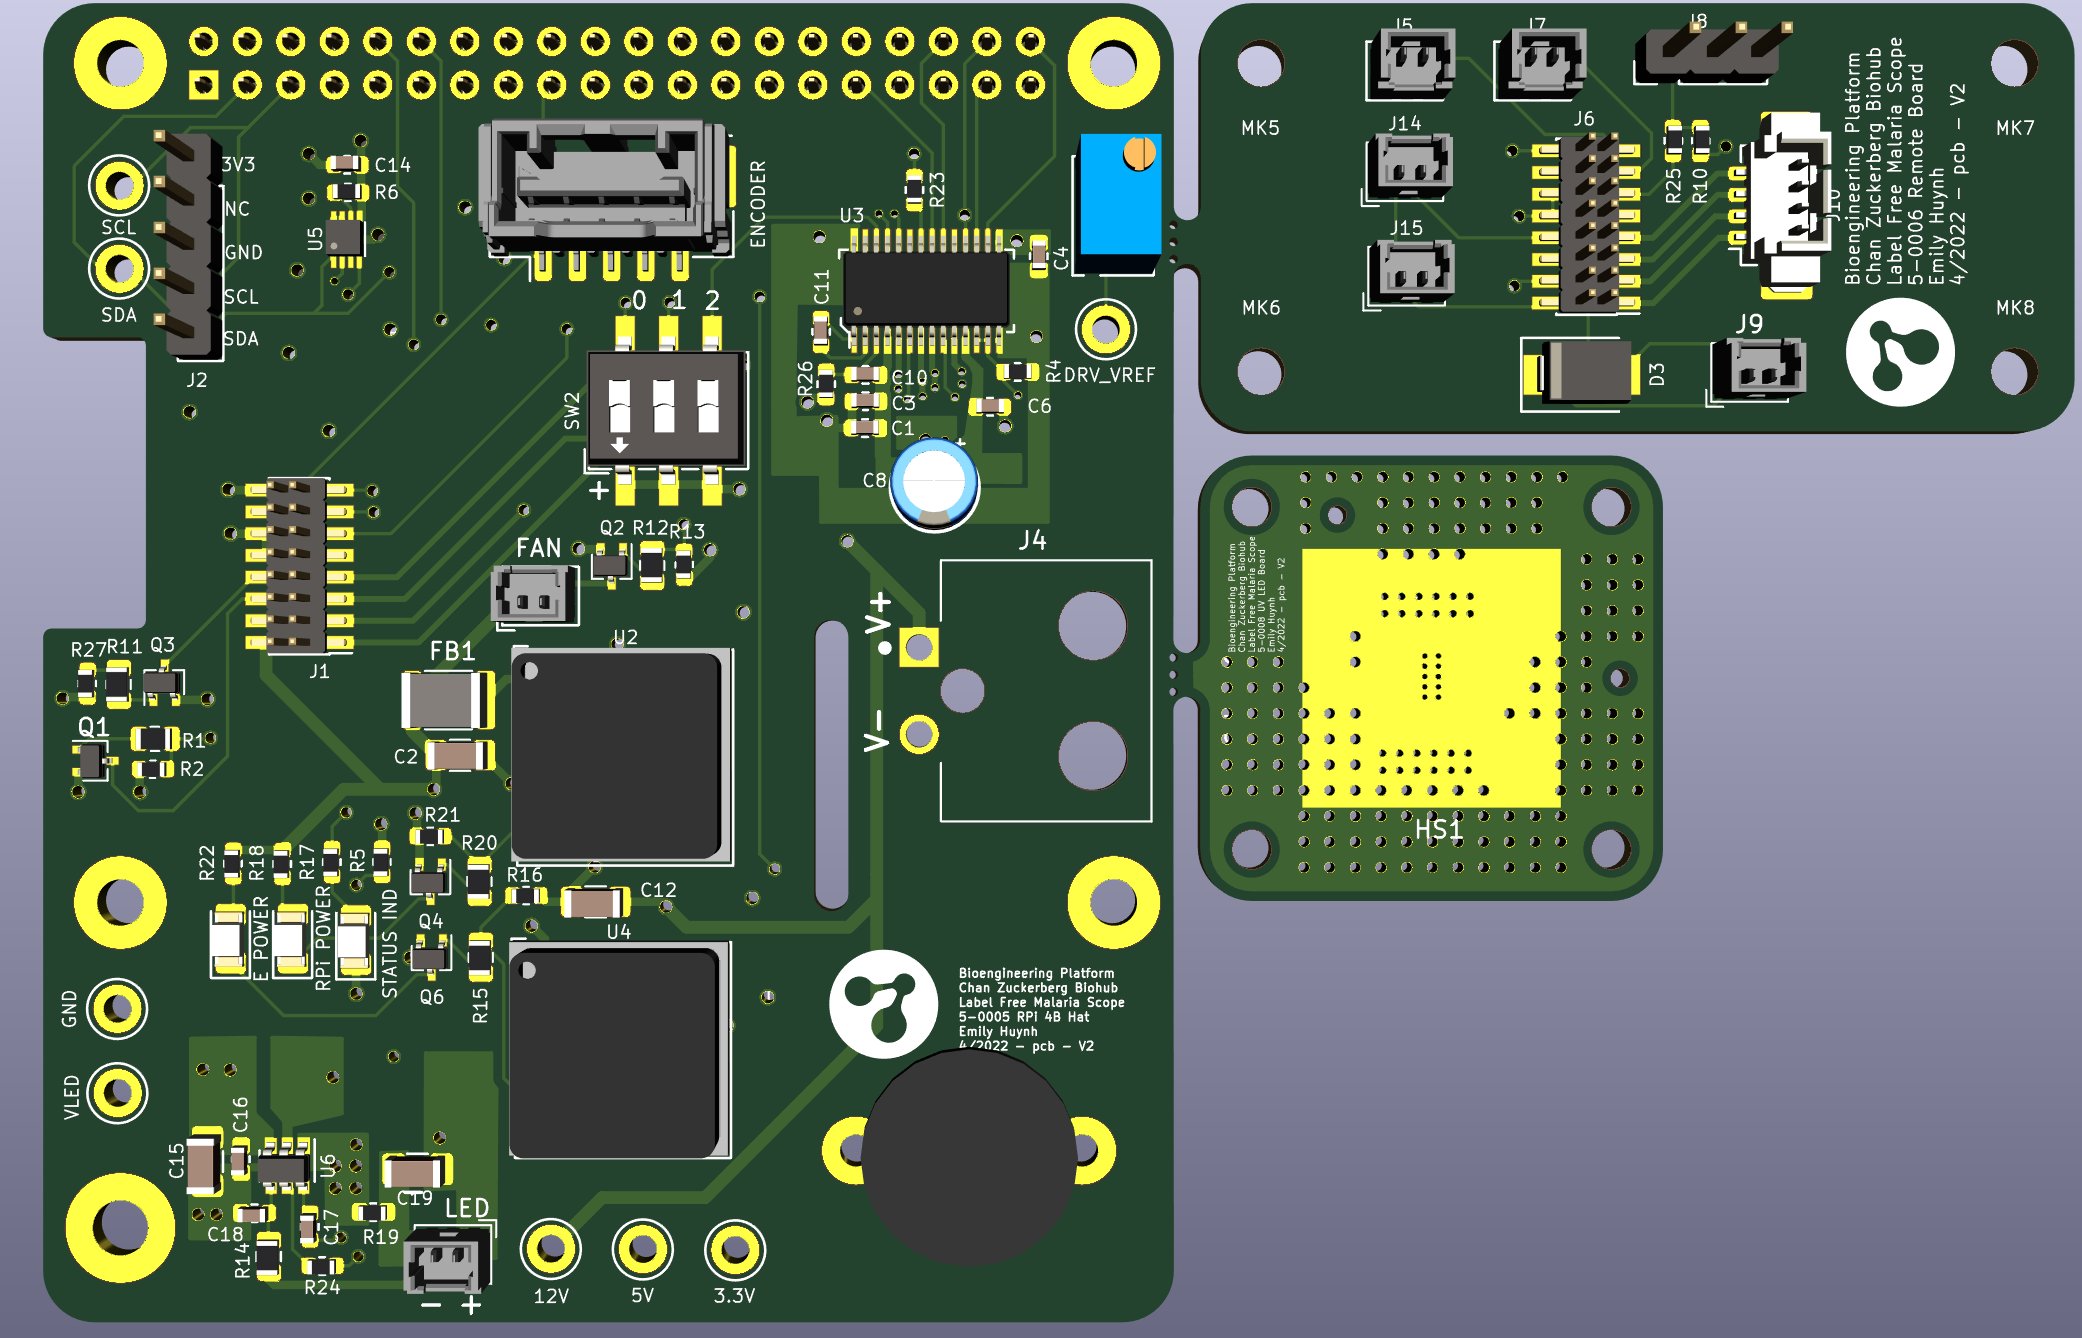 3V3
NC
GND
SCL
SDA
J2
SCL
SDA
C14
R6
U5
ENCODER
0 1 2
SW2
+
U3
R23
C4
C11
R26
C10
C3
C1
R4
C6
C8
+
DRV_VREF
J1
FAN
Q2
R12
R13
J4
V+
V-
R27
R11
Q3
Q1
R1
R2
FB1
C2
U2
R21
R20
R22
R18
R17
R5
R16
C12
Q4
U4
E POWER
RPi POWER
STATUS IND
Q6
R15
GND
VLED
C15
C16
U6
C18
C17
R14
R19
R24
C19
LED
- +
12V
5V
3.3V
Bioengineering Platform
Chan Zuckerberg Biohub
Label Free Malaria Scope
5-0005 RPi 4B Hat
Emily Huynh
4/2022 - pcb - V2
J5
J7
J8
MK5
MK7
J14
J6
J15
R25
R10
J10
MK6
MK8
J9
D3
Bioengineering Platform
Chan Zuckerberg Biohub
Label Free Malaria Scope
5-0006 Remote Board
Emily Huynh
4/2022 - pcb - V2
Bioengineering Platform
Chan Zuckerberg Biohub
Label Free Malaria Scope
5-0008 UV LED Board
Emily Huynh
4/2022 - pcb - V2
HS1